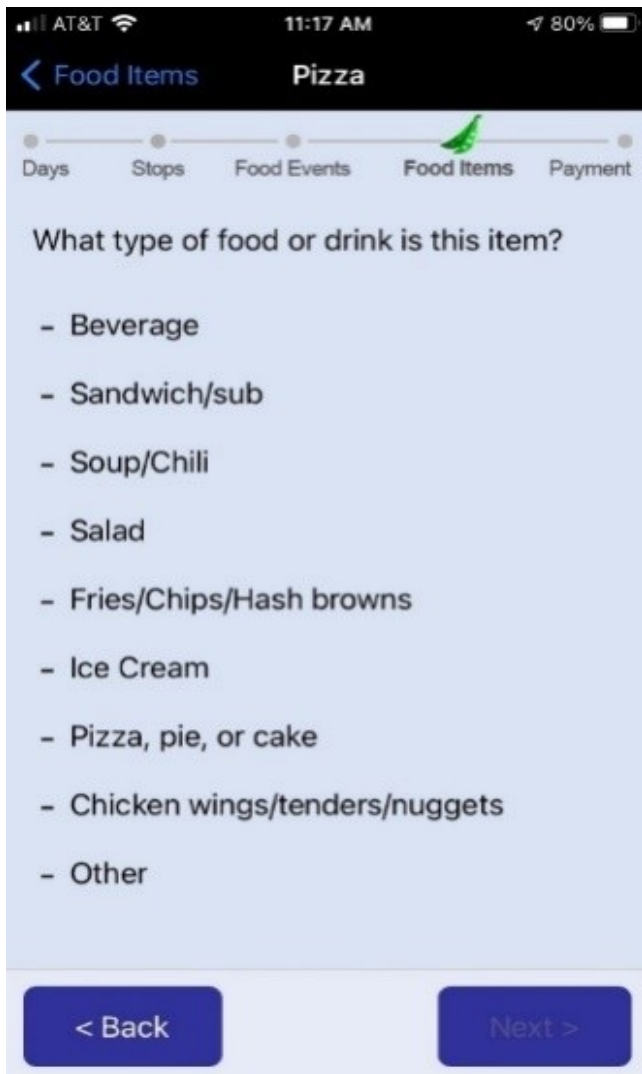 AT&T 11:17 AM 80%
Food Items Pizza
Days Stops Food Events Food Items Payment
What type of food or drink is this item?
- Beverage
- Sandwich/sub
- Soup/Chili
- Salad
- Fries/Chips/Hash browns
- Ice Cream
- Pizza, pie, or cake
- Chicken wings/tenders/nuggets
- Other
< Back Next >